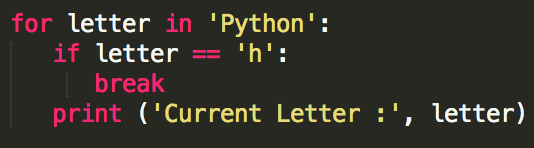 for letter in 'Python':
    if letter == 'h':
        break
    print ('Current Letter :', letter)